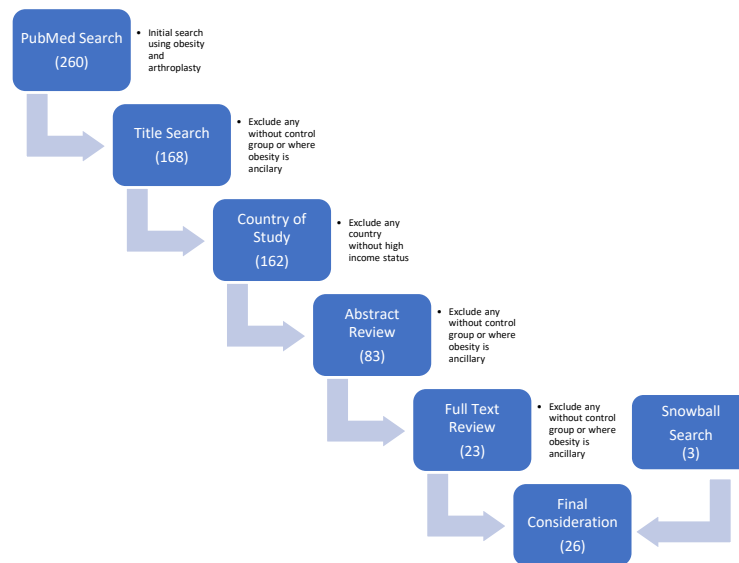 PubMed Search
(260)
• Initial search
using obesity
and
arthroplasty
Title Search
(168)
• Exclude any
without control
group or where
obesity is
ancilary
Country of
Study
(162)
• Exclude any
country
without high
income status
Abstract
Review
(83)
• Exclude any
without control
group or where
obesity is
ancillary
Full Text
Review
(23)
• Exclude any
without control
group or where
obesity is
ancillary
Snowball
Search
(3)
Final
Consideration
(26)